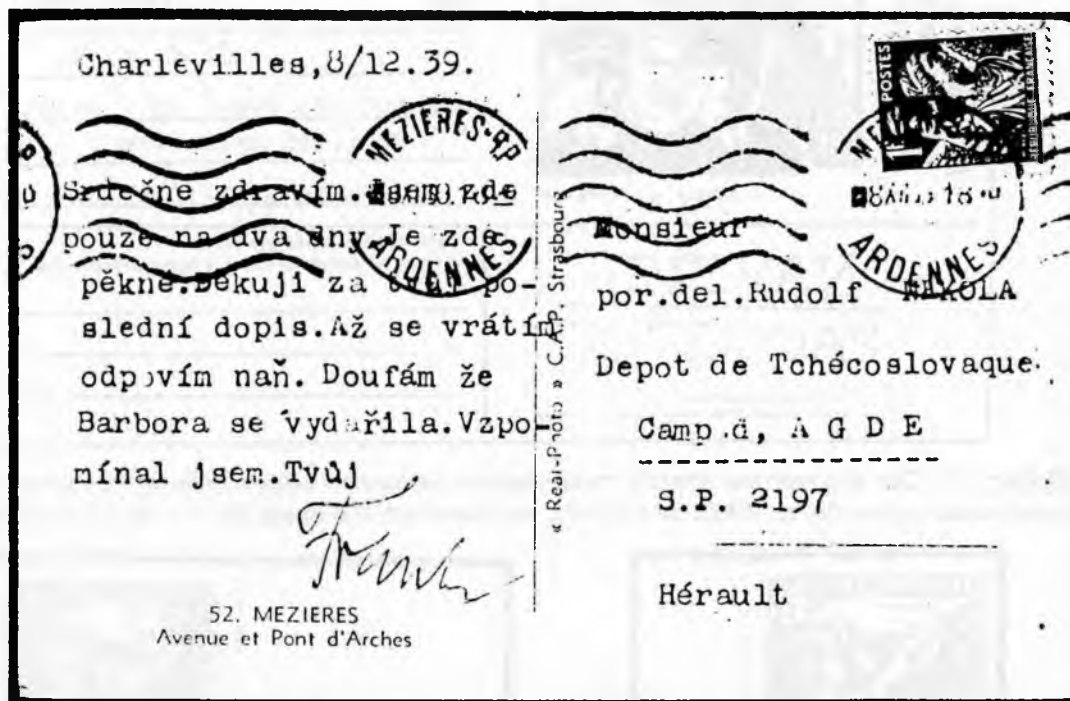 Charlevilles,8/12.39.
Srdečne zdravím.Jsem zde
pouze na dva dny.Je zde
pěkne.Děkuji za po-
slední dopis.Až se vrátím
odpovím naň. Doufám že
Barbora se vydařila.Vzpo-
mínal jsem.Tvůj
52. MEZIERES
Avenue et Pont d'Arches
« Real-Photo » C.A.P. Strasbourg
POSTES
MEZIERES-RP
ARDENNES
ARDENNES
Monsieur
por.del.Rudolf
Depot de Tchécoslovaque.
Camp.d, A G D E
S.P. 2197
Hérault